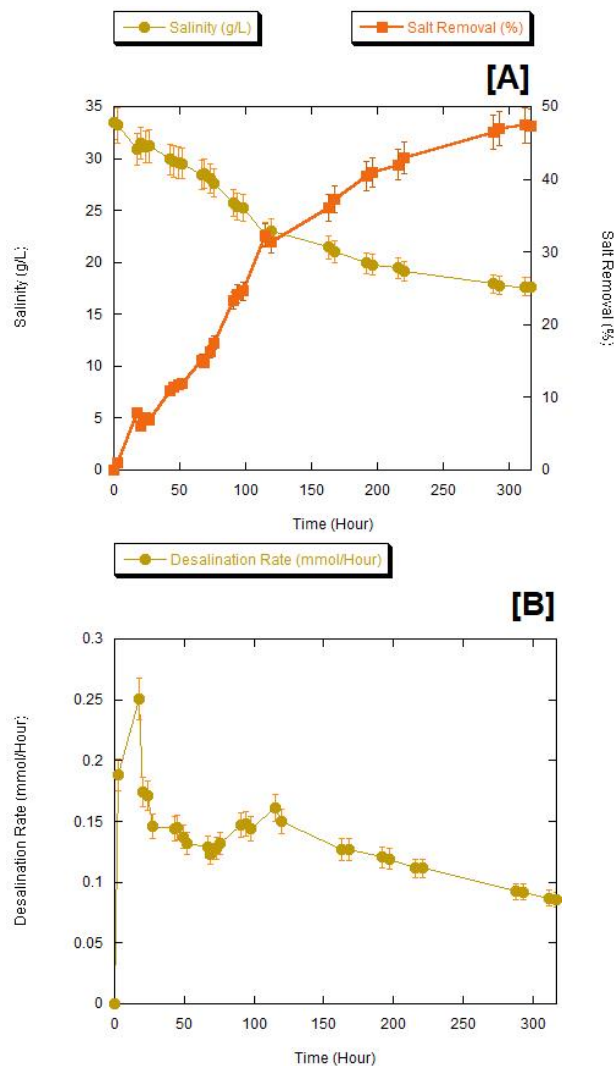 Salinity (g/L)
Salt Removal (%)
[A]
35
30
25
20
15
10
5
0
50
40
30
20
10
0
Salinity (g/L)
Salt Removal (%)
0 50 100 150 200 250 300
Time (Hour)
Desalination Rate (mmol/Hour)
[B]
0.3
0.25
0.2
0.15
0.1
0.05
0
Desalination Rate (mmol/Hour)
0 50 100 150 200 250 300
Time (Hour)